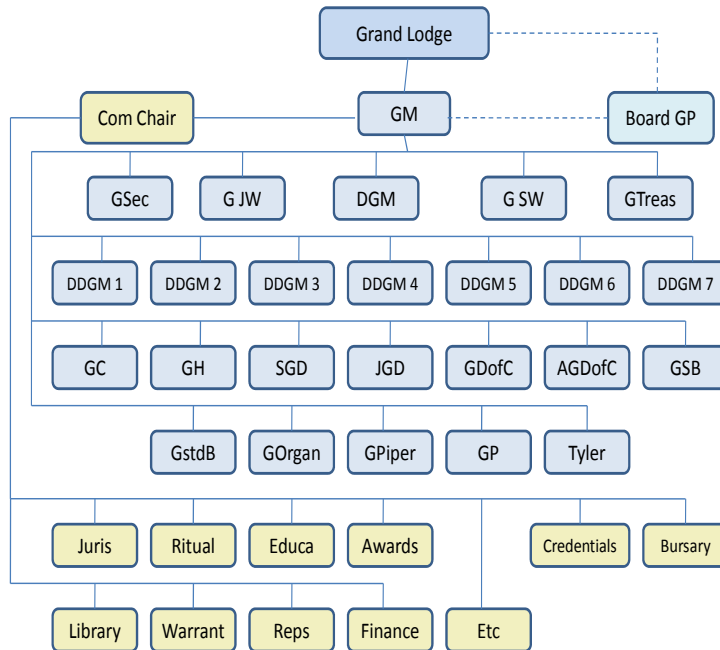 Grand Lodge
Com Chair
GM
Board GP
GSec
G JW
DGM
G SW
GTreas
DDGM 1
DDGM 2
DDGM 3
DDGM 4
DDGM 5
DDGM 6
DDGM 7
GC
GH
SGD
JGD
GDofC
AGDofC
GSB
GstdB
GOrgan
GPiper
GP
Tyler
Juris
Ritual
Educa
Awards
Credentials
Bursary
Library
Warrant
Reps
Finance
Etc